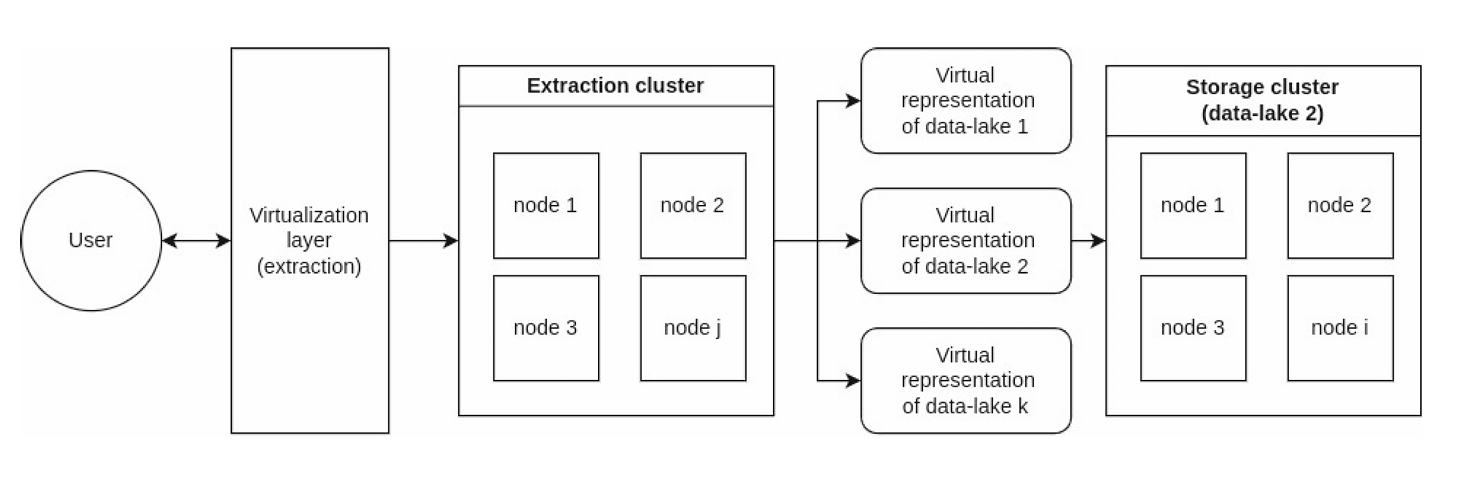 User
Virtualization
layer
(extraction)
Extraction cluster
node 1
node 2
node 3
node j
Virtual
representation
of data-lake 1
Virtual
representation
of data-lake 2
Virtual
representation
of data-lake k
Storage cluster
(data-lake 2)
node 1
node 2
node 3
node i